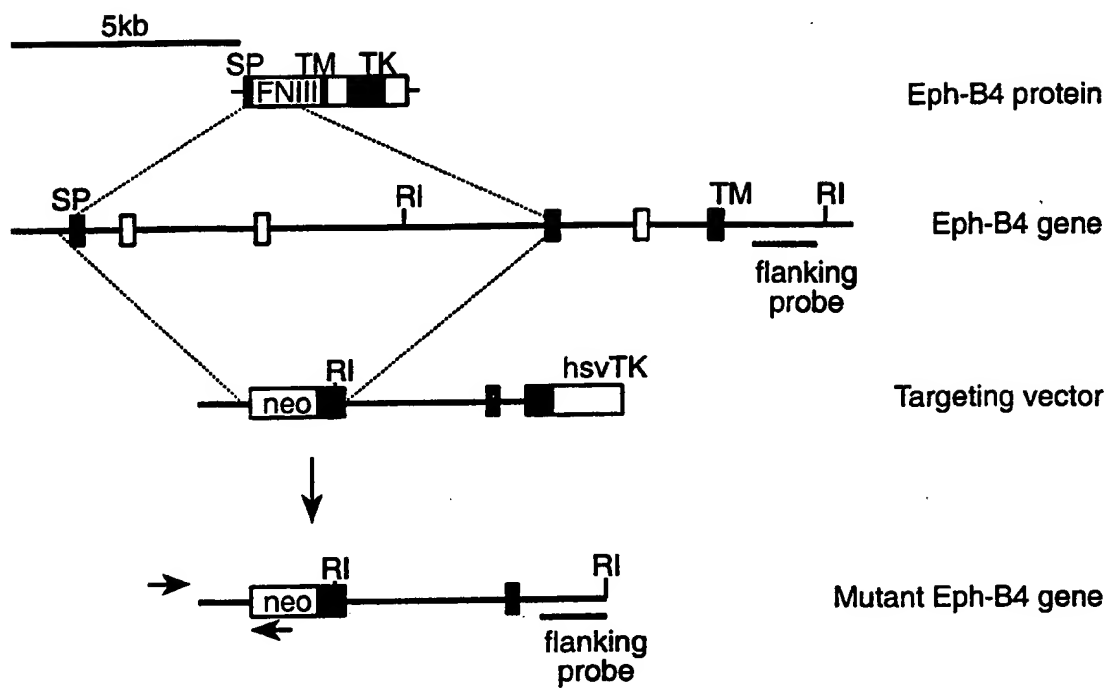 5kb
SP TM TK
FNIII
Eph-B4 protein
SP RI TM RI
Eph-B4 gene
flanking
probe
RI hsvTK
neo
Targeting vector
RI RI
neo
Mutant Eph-B4 gene
flanking
probe